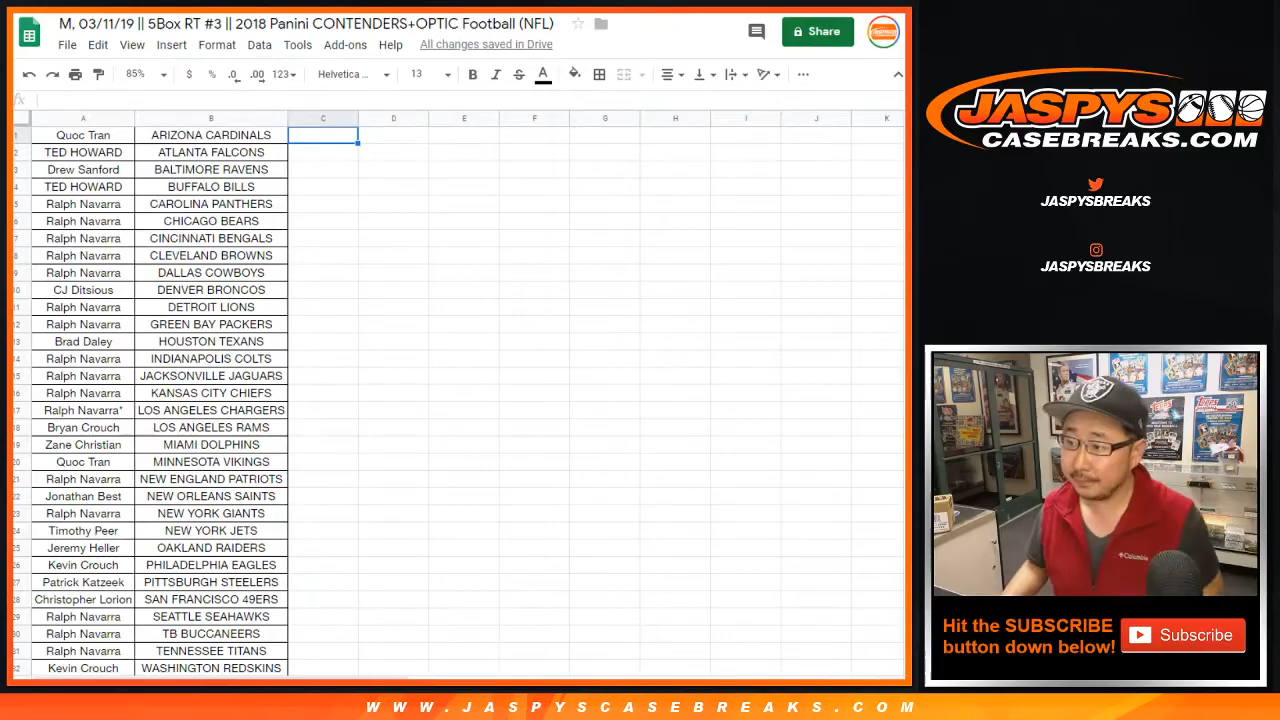 M, 03/11/19 || 5Box RT #3 || 2018 Panini CONTENDERS+OPTIC Football (NFL)
File Edit View Insert Format Data Tools Add-ons Help All changes saved in Drive
Share
85% $ % .0 .00 123 Helvetica ... 13 B I S A
fx
A B C D E F G H I J K
1 Quoc Tran ARIZONA CARDINALS
2 TED HOWARD ATLANTA FALCONS
3 Drew Sanford BALTIMORE RAVENS
4 TED HOWARD BUFFALO BILLS
5 Ralph Navarra CAROLINA PANTHERS
6 Ralph Navarra CHICAGO BEARS
7 Ralph Navarra CINCINNATI BENGALS
8 Ralph Navarra CLEVELAND BROWNS
9 Ralph Navarra DALLAS COWBOYS
10 CJ Ditsious DENVER BRONCOS
11 Ralph Navarra DETROIT LIONS
12 Ralph Navarra GREEN BAY PACKERS
13 Brad Daley HOUSTON TEXANS
14 Ralph Navarra INDIANAPOLIS COLTS
15 Ralph Navarra JACKSONVILLE JAGUARS
16 Ralph Navarra KANSAS CITY CHIEFS
17 Ralph Navarra* LOS ANGELES CHARGERS
18 Bryan Crouch LOS ANGELES RAMS
19 Zane Christian MIAMI DOLPHINS
20 Quoc Tran MINNESOTA VIKINGS
21 Ralph Navarra NEW ENGLAND PATRIOTS
22 Jonathan Best NEW ORLEANS SAINTS
23 Ralph Navarra NEW YORK GIANTS
24 Timothy Peer NEW YORK JETS
25 Jeremy Heller OAKLAND RAIDERS
26 Kevin Crouch PHILADELPHIA EAGLES
27 Patrick Katzeek PITTSBURGH STEELERS
28 Christopher Lorion SAN FRANCISCO 49ERS
29 Ralph Navarra SEATTLE SEAHAWKS
30 Ralph Navarra TB BUCCANEERS
31 Ralph Navarra TENNESSEE TITANS
32 Kevin Crouch WASHINGTON REDSKINS
JASPYS
CASEBREAKS.COM
JASPYSBREAKS
JASPYSBREAKS
Topps
Columbia
Hit the SUBSCRIBE
button down below!
Subscribe
WWW.JASPYSCASEBREAKS.COM